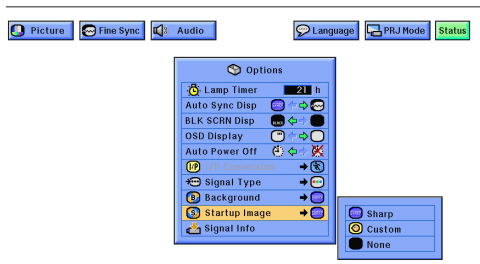 Picture Fine Sync Audio Language PRJ Mode Status
Options
Lamp Timer 21 h
Auto Sync Disp
BLK SCRN Disp
OSD Display
Auto Power Off
I/P
Signal Type
Background
Startup Image
Signal Info
Sharp
Custom
None